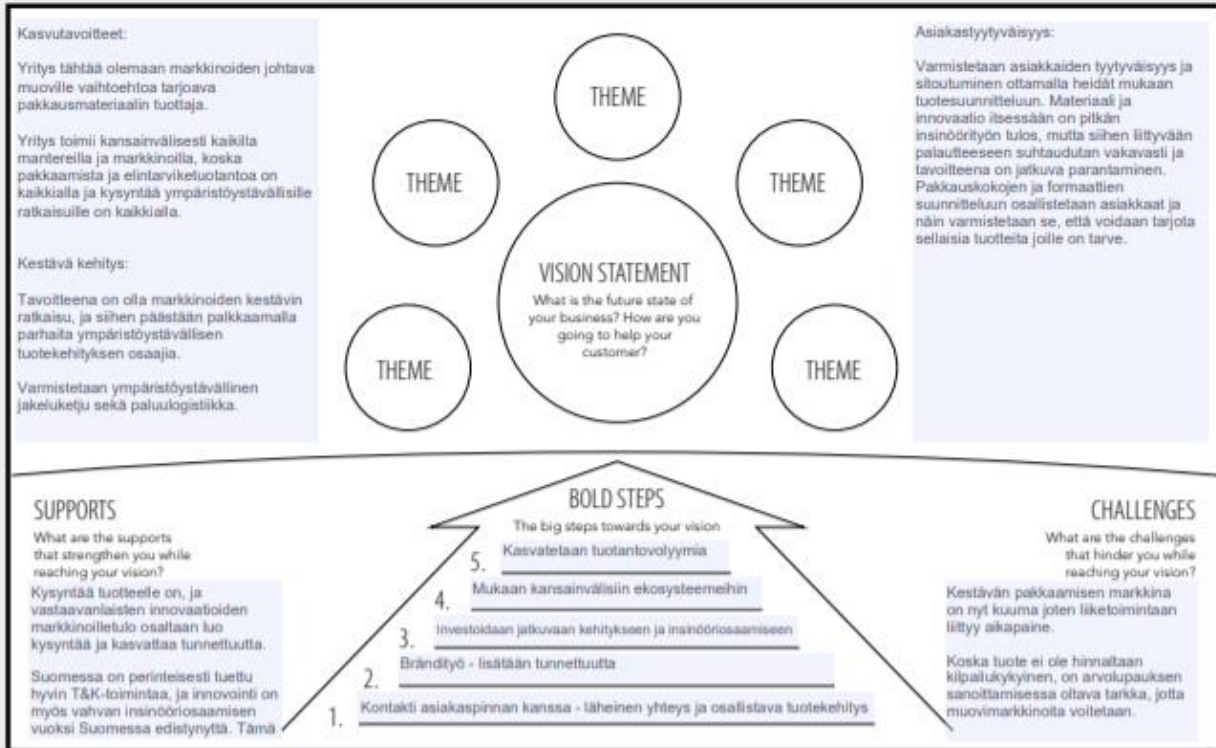 Kasvutavoitteet:
Yritys tähtää olemaan markkinoiden johtava
muoville vaihtoehtoa tarjoava
pakkausmateriaalin tuottaja.
Yritys toimii kansainvälisesti kaikilla
mantereilla ja markkinoilla, koska
pakkaamista ja elintarviketuotantoa on
kaikkialla ja kysyntää ympäristöystävällisille
ratkaisuille on kaikkialla.
Kestävä kehitys:
Tavoitteena on olla markkinoiden kestävin
ratkaisu, ja siihen päästään palkkaamalla
parhaita ympäristöystävällisen
tuotekehityksen osaajia.
Varmistetaan ympäristöystävällinen
jakeluketju sekä paluulogistiikka.
THEME
THEME
THEME
THEME
THEME
VISION STATEMENT
What is the future state of
your business? How are you
going to help your
customer?
Asiakastyytyväisyys:
Varmistetaan asiakkaiden tyytyväisyys ja
sitoutuminen ottamalla heidät mukaan
tuotesuunnitteluun. Materiaali ja
innovaatio itsessään on pitkän
insinöörityön tulos, mutta siihen liittyvään
palautteeseen suhtaudutan vakavasti ja
tavoitteena on jatkuva parantaminen.
Pakkauskokojen ja formaattien
suunnitteluun osallistetaan asiakkaat ja
näin varmistetaan se, että voidaan tarjota
sellaisia tuotteita joille on tarve.
SUPPORTS
What are the supports
that strengthen you while
reaching your vision?
Kysyntää tuotteelle on, ja
vastaavanlaisten innovaatioiden
markkinoilletulo osaltaan luo
kysyntää ja kasvattaa tunnettuutta.
Suomessa on perinteisesti tuettu
hyvin T&K-toimintaa, ja innovointi on
myös vahvan insinööriosaamisen
vuoksi Suomessa edistynyttä. Tämä
BOLD STEPS
The big steps towards your vision
5. Kasvatetaan tuotantovolyymia
4. Mukaan kansainvälisiin ekosysteemeihin
3. Investoidaan jatkuvaan kehitykseen ja insinööriosaamiseen
2. Brändityö - lisätään tunnettuutta
1. Kontakti asiakaspinnan kanssa - läheinen yhteys ja osallistava tuotekehitys
CHALLENGES
What are the challenges
that hinder you while
reaching your vision?
Kestävän pakkaamisen markkina
on nyt kuuma joten liiketoimintaan
liittyy aikapaine.
Koska tuote ei ole hinnaltaan
kilpailukykyinen, on arvolupauksen
sanoittamisessa oltava tarkka, jotta
muovimarkkinoita voitetaan.